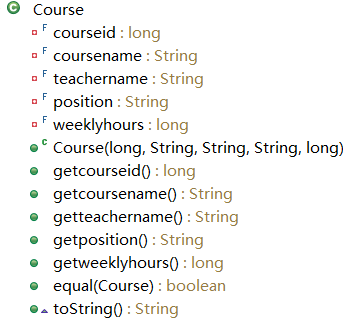 Course
courseid : long
coursename : String
teachername : String
position : String
weeklyhours : long
Course(long, String, String, String, long)
getcourseid() : long
getcoursename() : String
getteachername() : String
getposition() : String
getweeklyhours() : long
equal(Course) : boolean
toString() : String